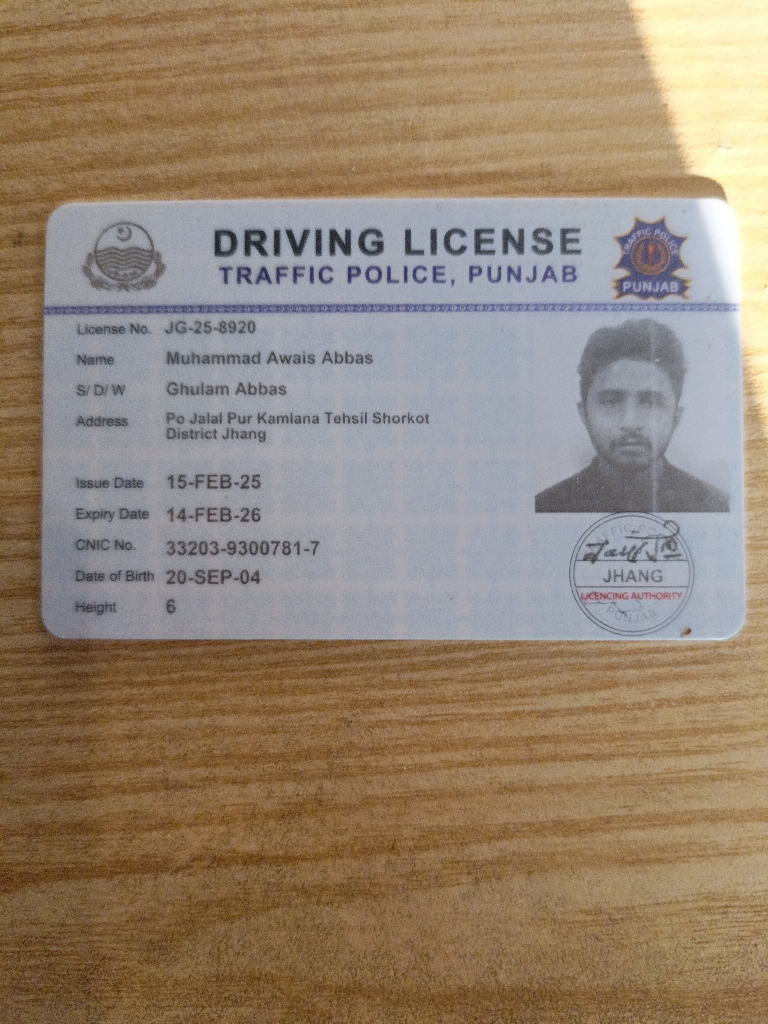 DRIVING LICENSE
TRAFFIC POLICE, PUNJAB
TRAFFIC POLICE
PUNJAB
License No. JG-25-8920
Name Muhammad Awais Abbas
S/ D/ W Ghulam Abbas
Address Po Jalal Pur Kamlana Tehsil Shorkot
District Jhang
Issue Date 15-FEB-25
Expiry Date 14-FEB-26
CNIC No. 33203-9300781-7
Date of Birth 20-SEP-04
Height 6
JHANG
LICENCING AUTHORITY
PUNJAB